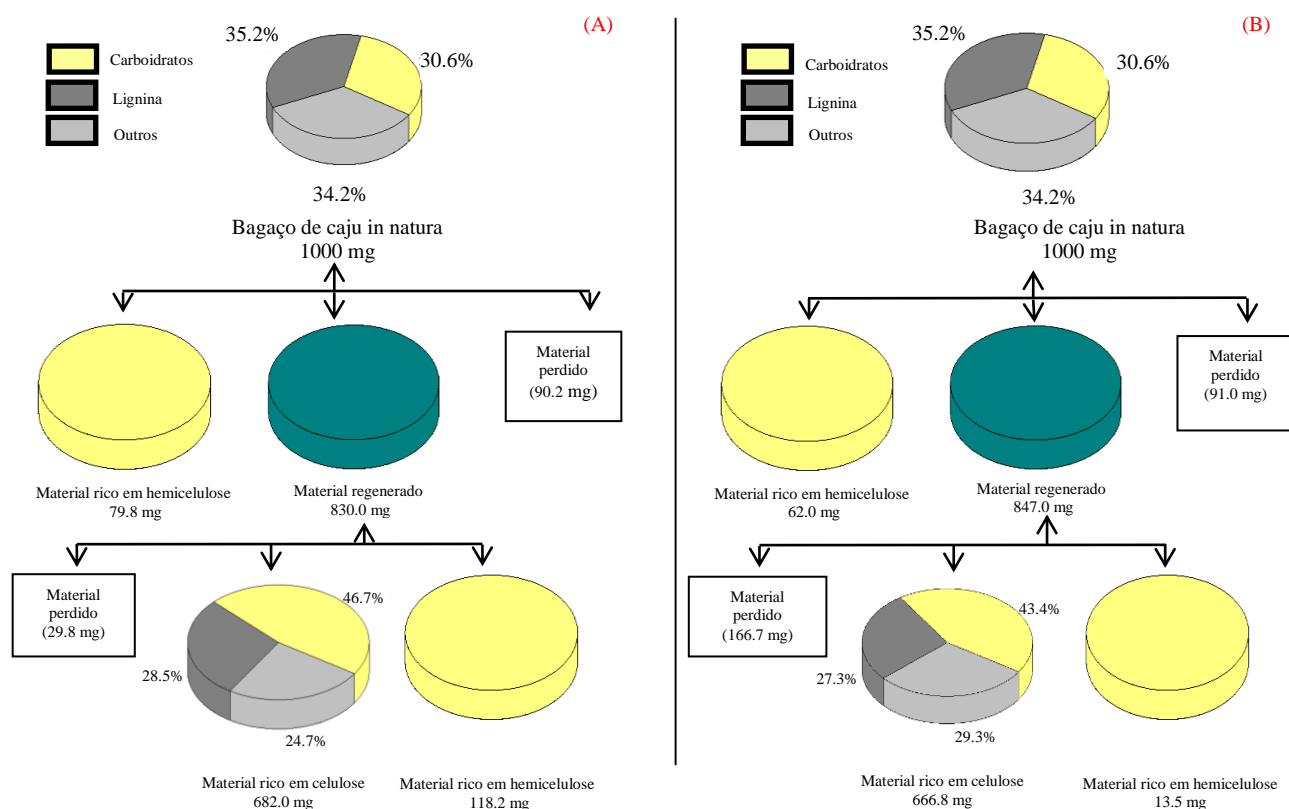 (A)
35.2%
30.6%
Carboidratos
Lignina
Outros
34.2%
Bagaço de caju in natura
1000 mg
Material
perdido
(90.2 mg)
Material rico em hemicelulose
79.8 mg
Material regenerado
830.0 mg
Material
perdido
(29.8 mg)
46.7%
28.5%
24.7%
Material rico em celulose
682.0 mg
Material rico em hemicelulose
118.2 mg
(B)
35.2%
30.6%
Carboidratos
Lignina
Outros
34.2%
Bagaço de caju in natura
1000 mg
Material
perdido
(91.0 mg)
Material rico em hemicelulose
62.0 mg
Material regenerado
847.0 mg
Material
perdido
(166.7 mg)
43.4%
27.3%
29.3%
Material rico em celulose
666.8 mg
Material rico em hemicelulose
13.5 mg